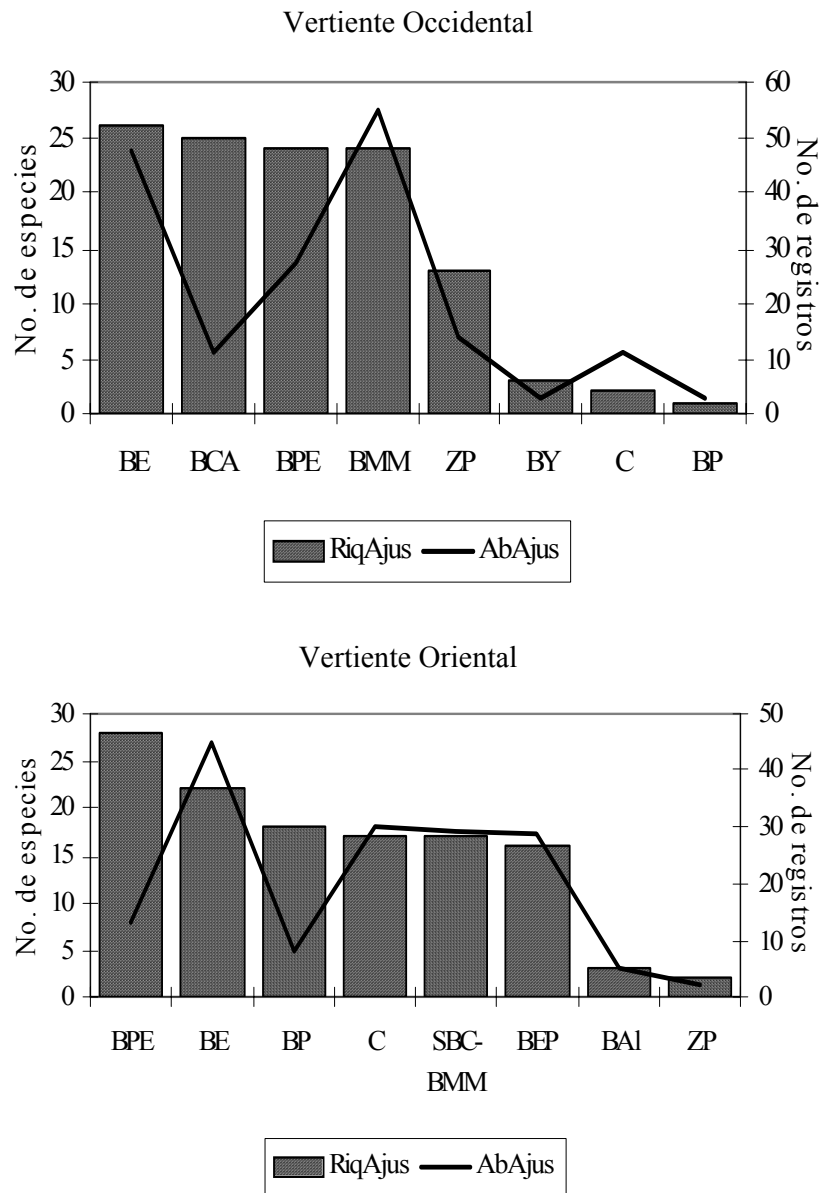 Vertiente Occidental
30 60
25 50
20 40
15 30
10 20
5 10
0 0
No. de especies
No. de registros
BE BCA BPE BMM ZP BY C BP
RiqAjus AbAjus
Vertiente Oriental
30 50
25 40
20 30
15 20
10 10
5 0
0
No. de especies
No. de registros
BPE BE BP C SBC-BMM BEP BAl ZP
RiqAjus AbAjus